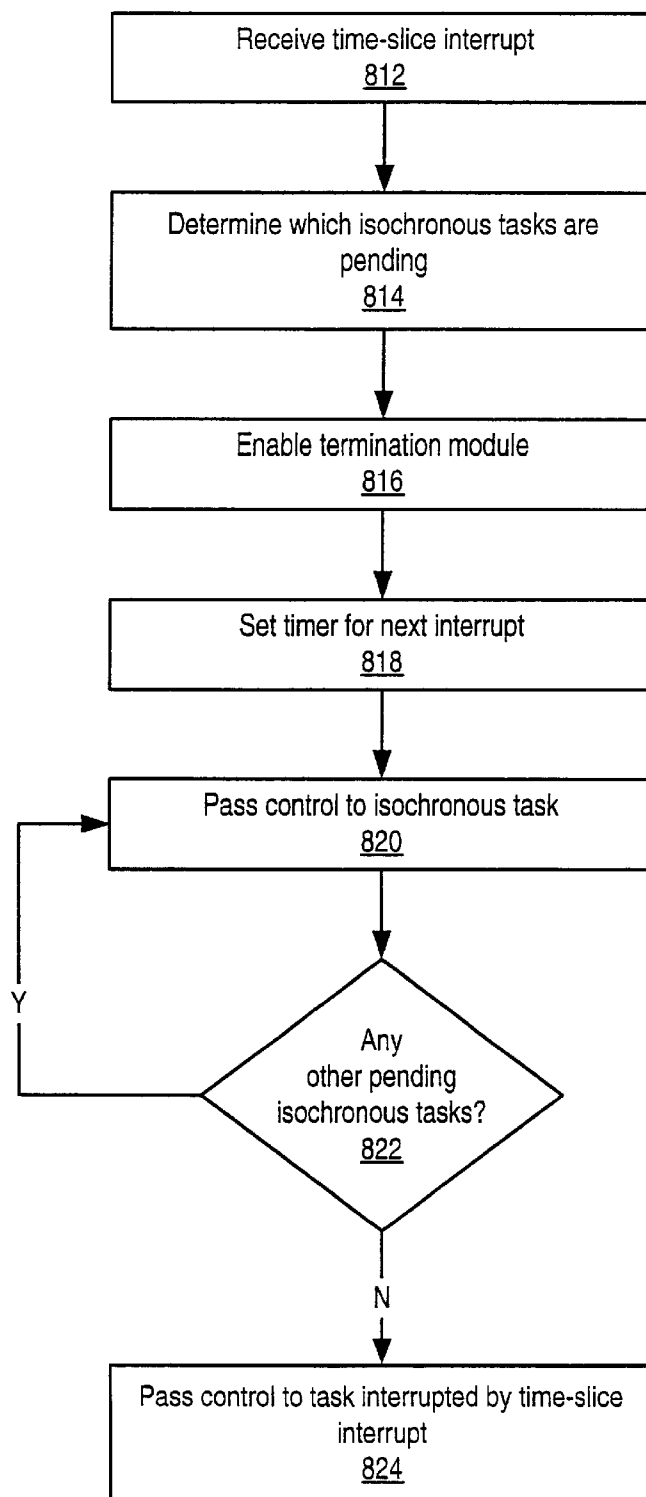 Receive time-slice interrupt
812
Determine which isochronous tasks are
pending
814
Enable termination module
816
Set timer for next interrupt
818
Pass control to isochronous task
820
Y
Any
other pending
isochronous tasks?
822
N
Pass control to task interrupted by time-slice
interrupt
824